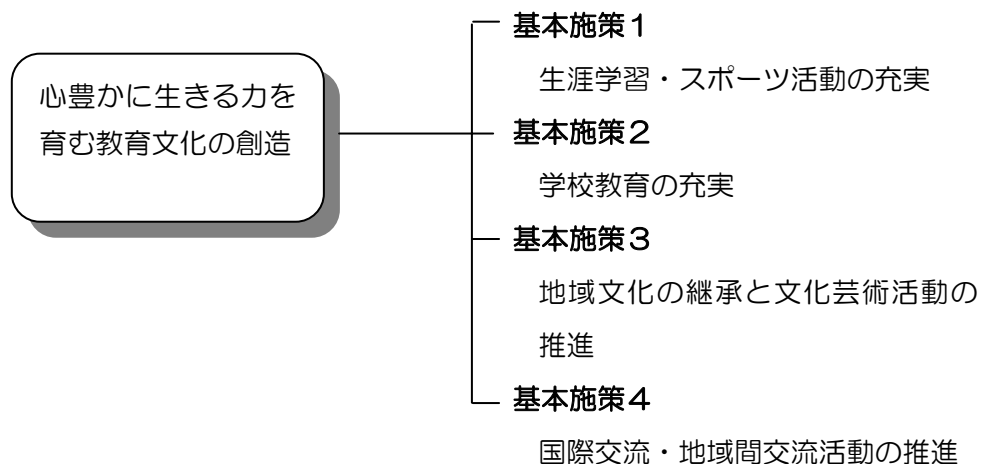 心豊かに生きる力を
育む教育文化の創造
基本施策1
生涯学習・スポーツ活動の充実
基本施策2
学校教育の充実
基本施策3
地域文化の継承と文化芸術活動の
推進
基本施策4
国際交流・地域間交流活動の推進